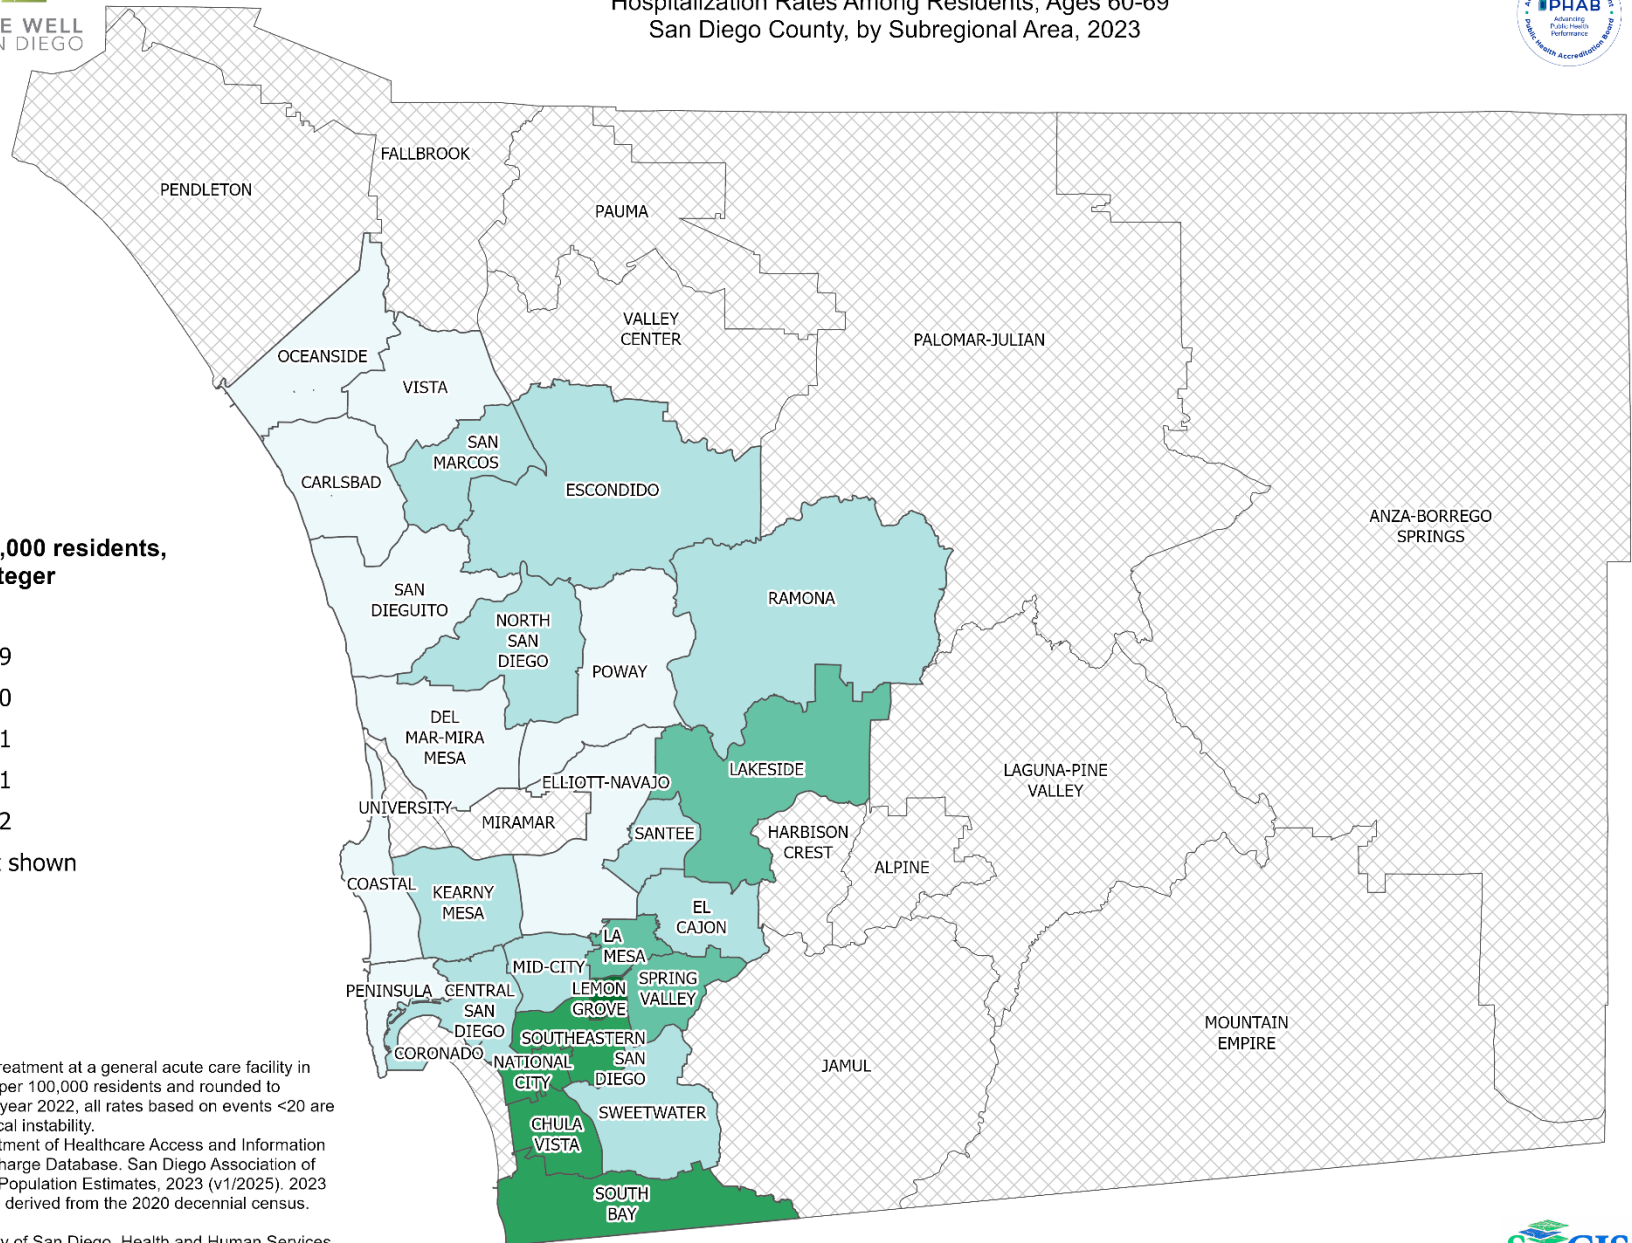 E WELL
N DIEGO
Hospitalization Rates Among Residents, Ages 60-69
San Diego County, by Subregional Area, 2023
PHAB
Advancing
Public Health
Performance
Public Health Accreditation Board
FALLBROOK
PENDLETON
PAUMA
VALLEY
CENTER
PALOMAR-JULIAN
OCEANSIDE
VISTA
SAN
MARCOS
CARLSBAD
ESCONDIDO
ANZA-BORREGO
SPRINGS
,000 residents,
teger
9
0
1
1
2
t shown
SAN
DIEGUITO
RAMONA
NORTH
SAN
DIEGO
POWAY
DEL
MAR-MIRA
MESA
LAKESIDE
LAGUNA-PINE
VALLEY
ELLIOTT-NAVAJO
UNIVERSITY
MIRAMAR
SANTEE
HARBISON
CREST
ALPINE
COASTAL
KEARNY
MESA
EL
CAJON
LA
MESA
MID-CITY
SPRING
VALLEY
PENINSULA
CENTRAL
SAN
DIEGO
LEMON
GROVE
SOUTHEASTERN
SAN
DIEGO
CORONADO
NATIONAL
CITY
MOUNTAIN
EMPIRE
JAMUL
SWEETWATER
CHULA
VISTA
SOUTH
BAY
reatment at a general acute care facility in
per 100,000 residents and rounded to
year 2022, all rates based on events <20 are
cal instability.
tment of Healthcare Access and Information
harge Database. San Diego Association of
Population Estimates, 2023 (v1/2025). 2023
derived from the 2020 decennial census.
y of San Diego, Health and Human Services